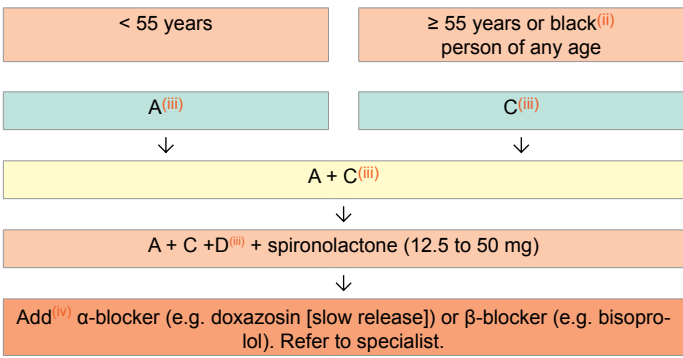 < 55 years
≥ 55 years or black(ii)
person of any age
A(iii)
C(iii)
A + C(iii)
A + C +D(iii) + spironolactone (12.5 to 50 mg)
Add(iv) α-blocker (e.g. doxazosin [slow release]) or β-blocker (e.g. bisopro-
lol). Refer to specialist.